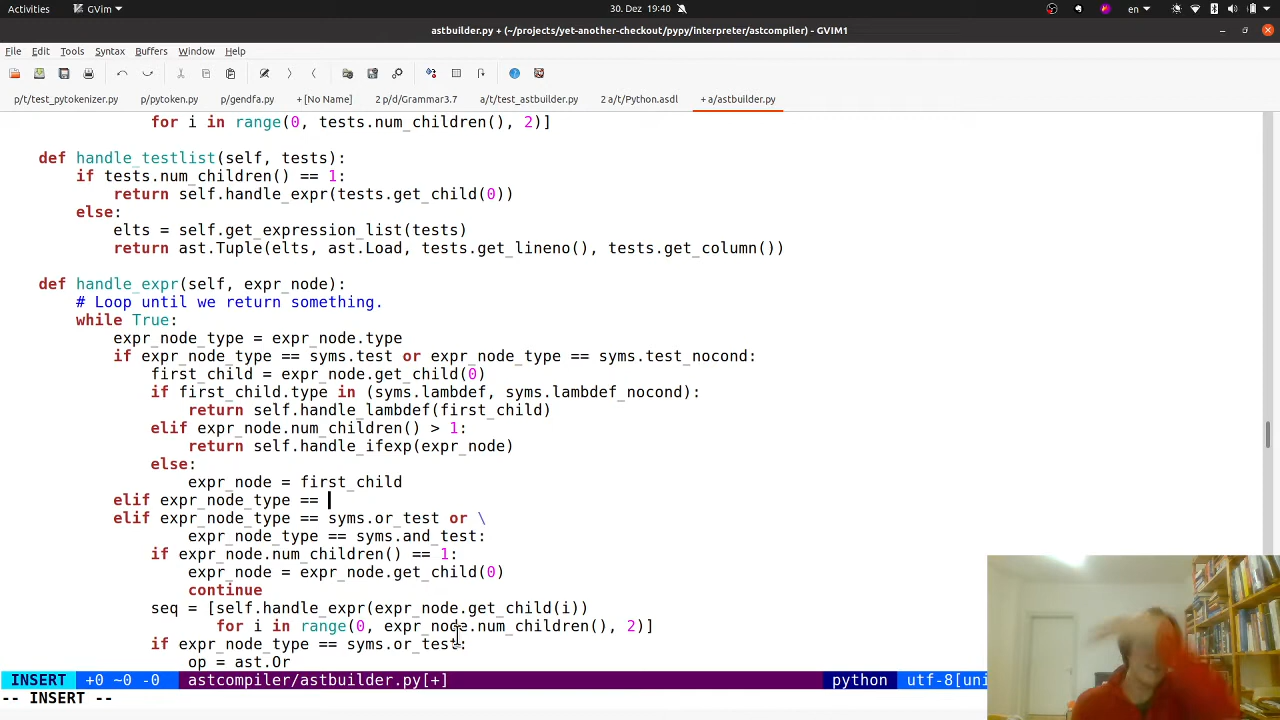 Activities GVim 30. Dez 19:40 en
astbuilder.py + (~/projects/yet-another-checkout/pypy/interpreter/astcompiler) - GVIM1
File Edit Tools Syntax Buffers Window Help
p/t/test_pytokenizer.py p/pytoken.py p/gendfa.py + [No Name] 2 p/d/Grammar3.7 a/t/test_astbuilder.py 2 a/t/Python.asdl + a/astbuilder.py
for i in range(0, tests.num_children(), 2)]
def handle_testlist(self, tests):
if tests.num_children() == 1:
return self.handle_expr(tests.get_child(0))
else:
elts = self.get_expression_list(tests)
return ast.Tuple(elts, ast.Load, tests.get_lineno(), tests.get_column())
def handle_expr(self, expr_node):
# Loop until we return something.
while True:
expr_node_type = expr_node.type
if expr_node_type == syms.test or expr_node_type == syms.test_nocond:
first_child = expr_node.get_child(0)
if first_child.type in (syms.lambdef, syms.lambdef_nocond):
return self.handle_lambdef(first_child)
elif expr_node.num_children() > 1:
return self.handle_ifexp(expr_node)
else:
expr_node = first_child
elif expr_node_type ==
elif expr_node_type == syms.or_test or \
expr_node_type == syms.and_test:
if expr_node.num_children() == 1:
expr_node = expr_node.get_child(0)
continue
seq = [self.handle_expr(expr_node.get_child(i))
for i in range(0, expr_node.num_children(), 2)]
if expr_node_type == syms.or_test:
op = ast.Or
INSERT +0 ~0 -0 astcompiler/astbuilder.py[+] python utf-8[uni
-- INSERT --